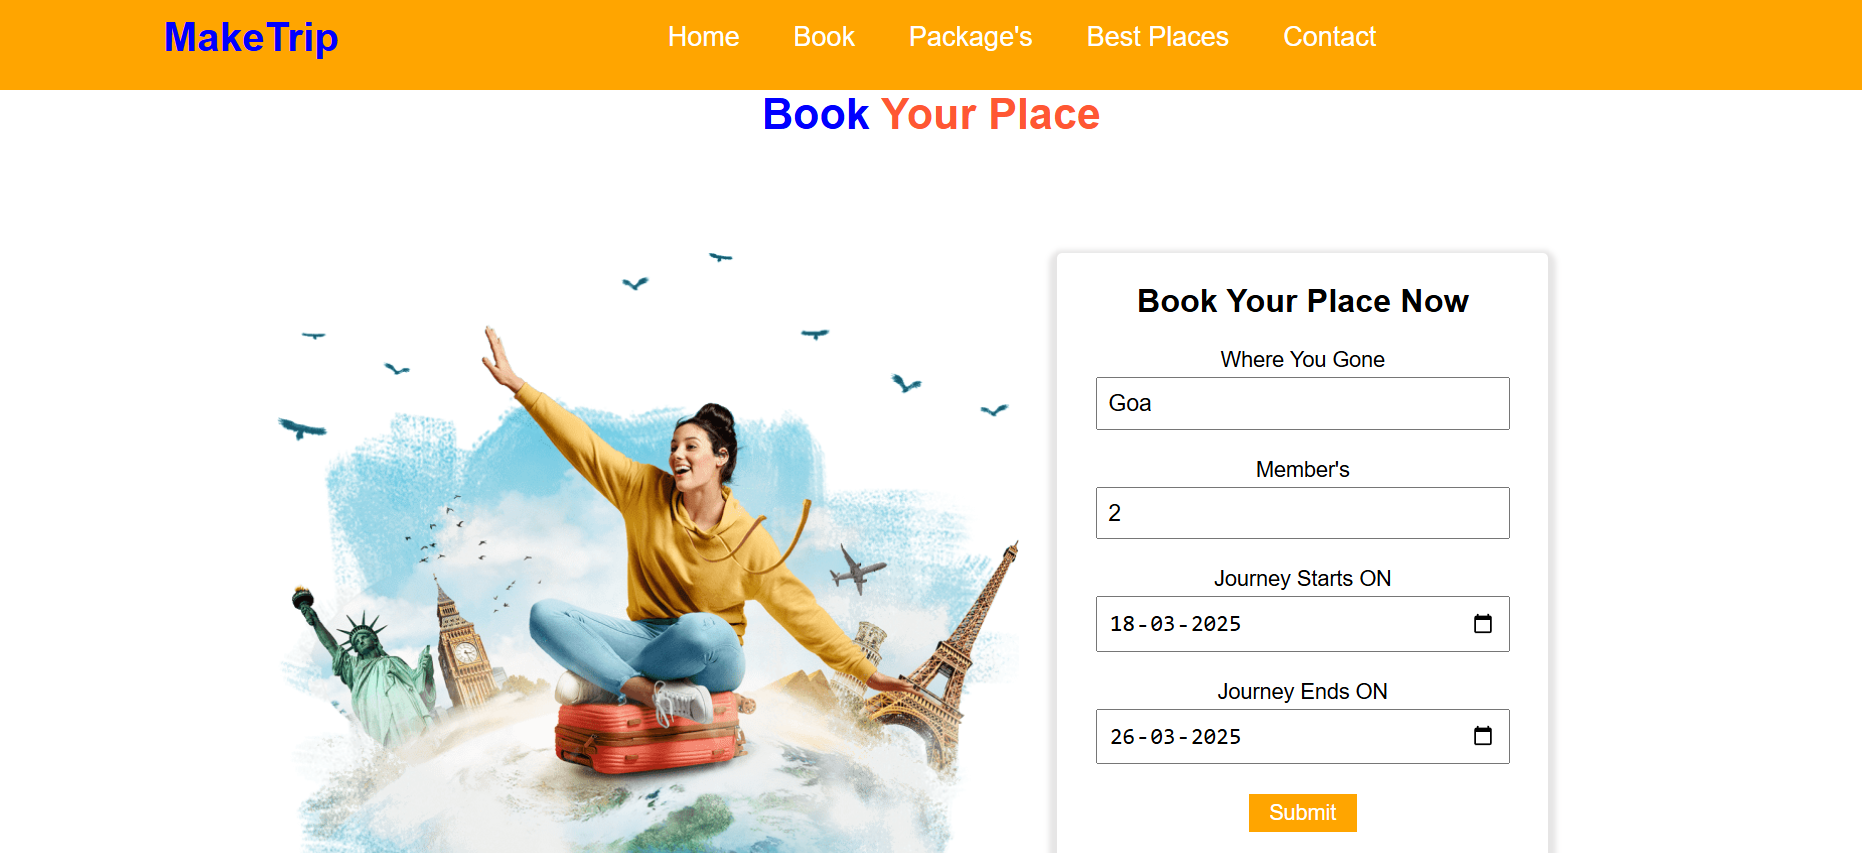 MakeTrip
Home Book Package's Best Places Contact
Book Your Place
Book Your Place Now
Where You Gone
Goa
Member's
2
Journey Starts ON
18-03-2025
Journey Ends ON
26-03-2025
Submit